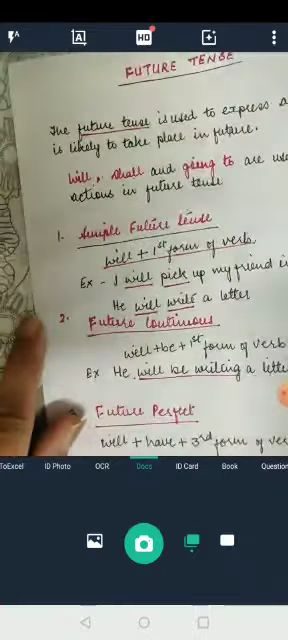 HD
FUTURE TENSE
The future tense is used to express a
is likely to take place in future.
Will, shall and going to are use
actions in future tense
1. Simple Future tense
will + 1st form of verb
Ex - I will pick up my friend i
He will write a letter
2. Future Continuous
will + be + 1st form of verb
Ex He will be writing a lette
Future Perfect
will + have + 3rd form of ver
ToExcel ID Photo OCR Docs ID Card Book Question